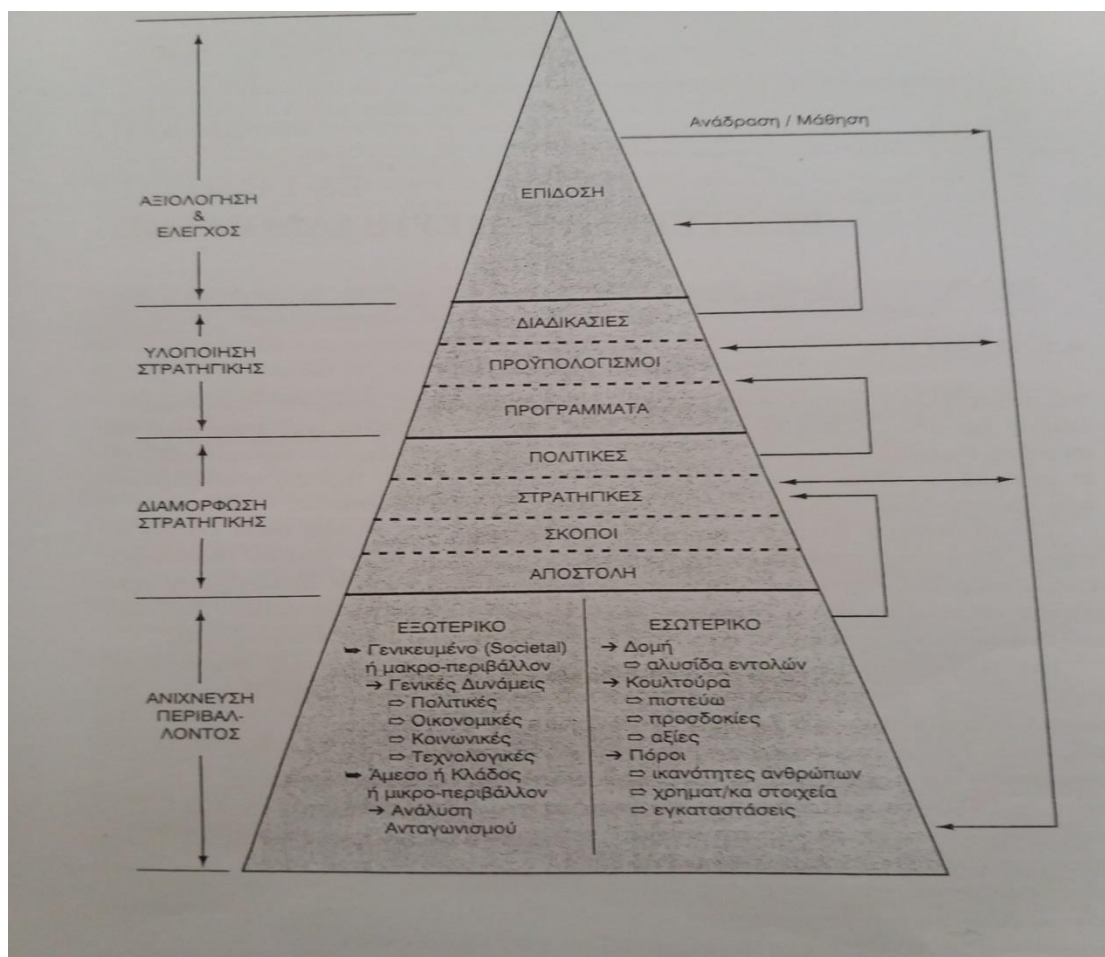 Ανάδραση / Μάθηση
ΑΞΙΟΛΟΓΗΣΗ
&
ΕΛΕΓΧΟΣ
ΕΠΙΔΟΣΗ
ΥΛΟΠΟΙΗΣΗ
ΣΤΡΑΤΗΓΙΚΗΣ
ΔΙΑΔΙΚΑΣΙΕΣ
ΠΡΟΫΠΟΛΟΓΙΣΜΟΙ
ΠΡΟΓΡΑΜΜΑΤΑ
ΔΙΑΜΟΡΦΩΣΗ
ΣΤΡΑΤΗΓΙΚΗΣ
ΠΟΛΙΤΙΚΕΣ
ΣΤΡΑΤΗΓΙΚΕΣ
ΣΚΟΠΟΙ
ΑΠΟΣΤΟΛΗ
ΑΝΙΧΝΕΥΣΗ
ΠΕΡΙΒΑΛ-
ΛΟΝΤΟΣ
ΕΞΩΤΕΡΙΚΟ
➥ Γενικευμένο (Societal)
ή μακρο-περιβάλλον
→ Γενικές Δυνάμεις
⇨ Πολιτικές
⇨ Οικονομικές
⇨ Κοινωνικές
⇨ Τεχνολογικές
➥ Άμεσο ή Κλάδος
ή μικρο-περιβάλλον
→ Ανάλυση
Ανταγωνισμού
ΕΣΩΤΕΡΙΚΟ
→ Δομή
⇨ αλυσίδα εντολών
→ Κουλτούρα
⇨ πιστεύω
⇨ προσδοκίες
⇨ αξίες
→ Πόροι
⇨ ικανότητες ανθρώπων
⇨ χρηματ/κα στοιχεία
⇨ εγκαταστάσεις